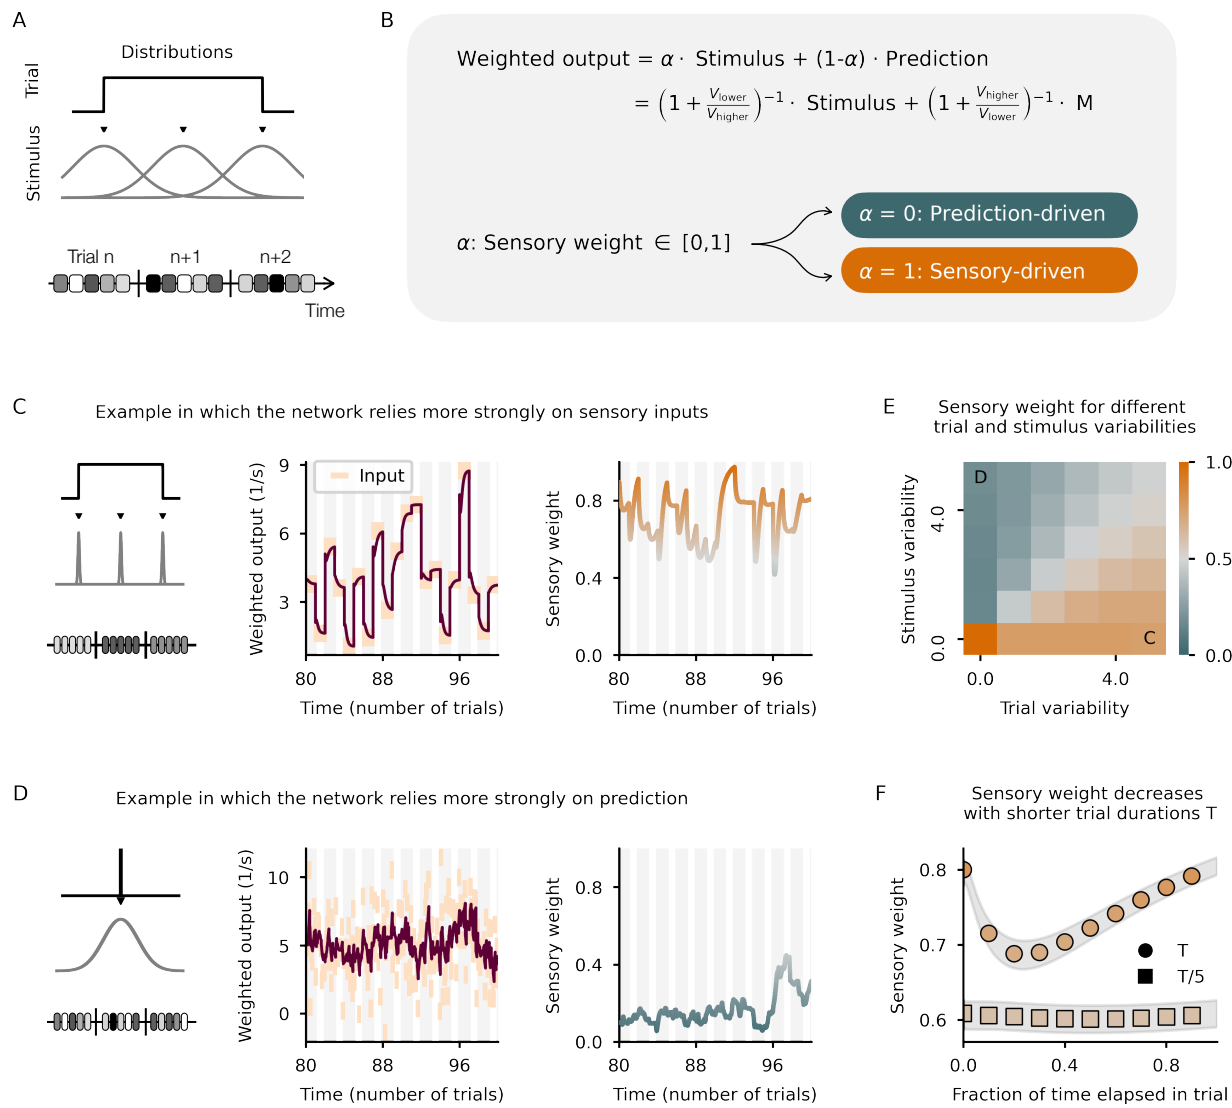 A
Distributions
Trial
Stimulus
Trial n
n+1
n+2
Time
B
Weighted output = α · Stimulus + (1-α) · Prediction
= (1 + V_lower/V_higher)^−1 · Stimulus + (1 + V_higher/V_lower)^−1 · M
α: Sensory weight ∈ [0,1]
α = 0: Prediction-driven
α = 1: Sensory-driven
C
Example in which the network relies more strongly on sensory inputs
Weighted output (1/s)
9
6
3
Input
80
88
96
Time (number of trials)
Sensory weight
0.8
0.4
0.0
80
96
Time (number of trials)
E
Sensory weight for different
trial and stimulus variabilities
Stimulus variability
4.0
0.0
D
C
0.0
4.0
Trial variability
1.0
0.5
0.0
D
Example in which the network relies more strongly on prediction
Weighted output (1/s)
10
5
0
80
88
96
Time (number of trials)
Sensory weight
0.8
0.4
0.0
80
96
Time (number of trials)
F
Sensory weight decreases
with shorter trial durations T
Sensory weight
0.8
0.7
0.6
T
T/5
0.0
0.4
0.8
Fraction of time elapsed in trial